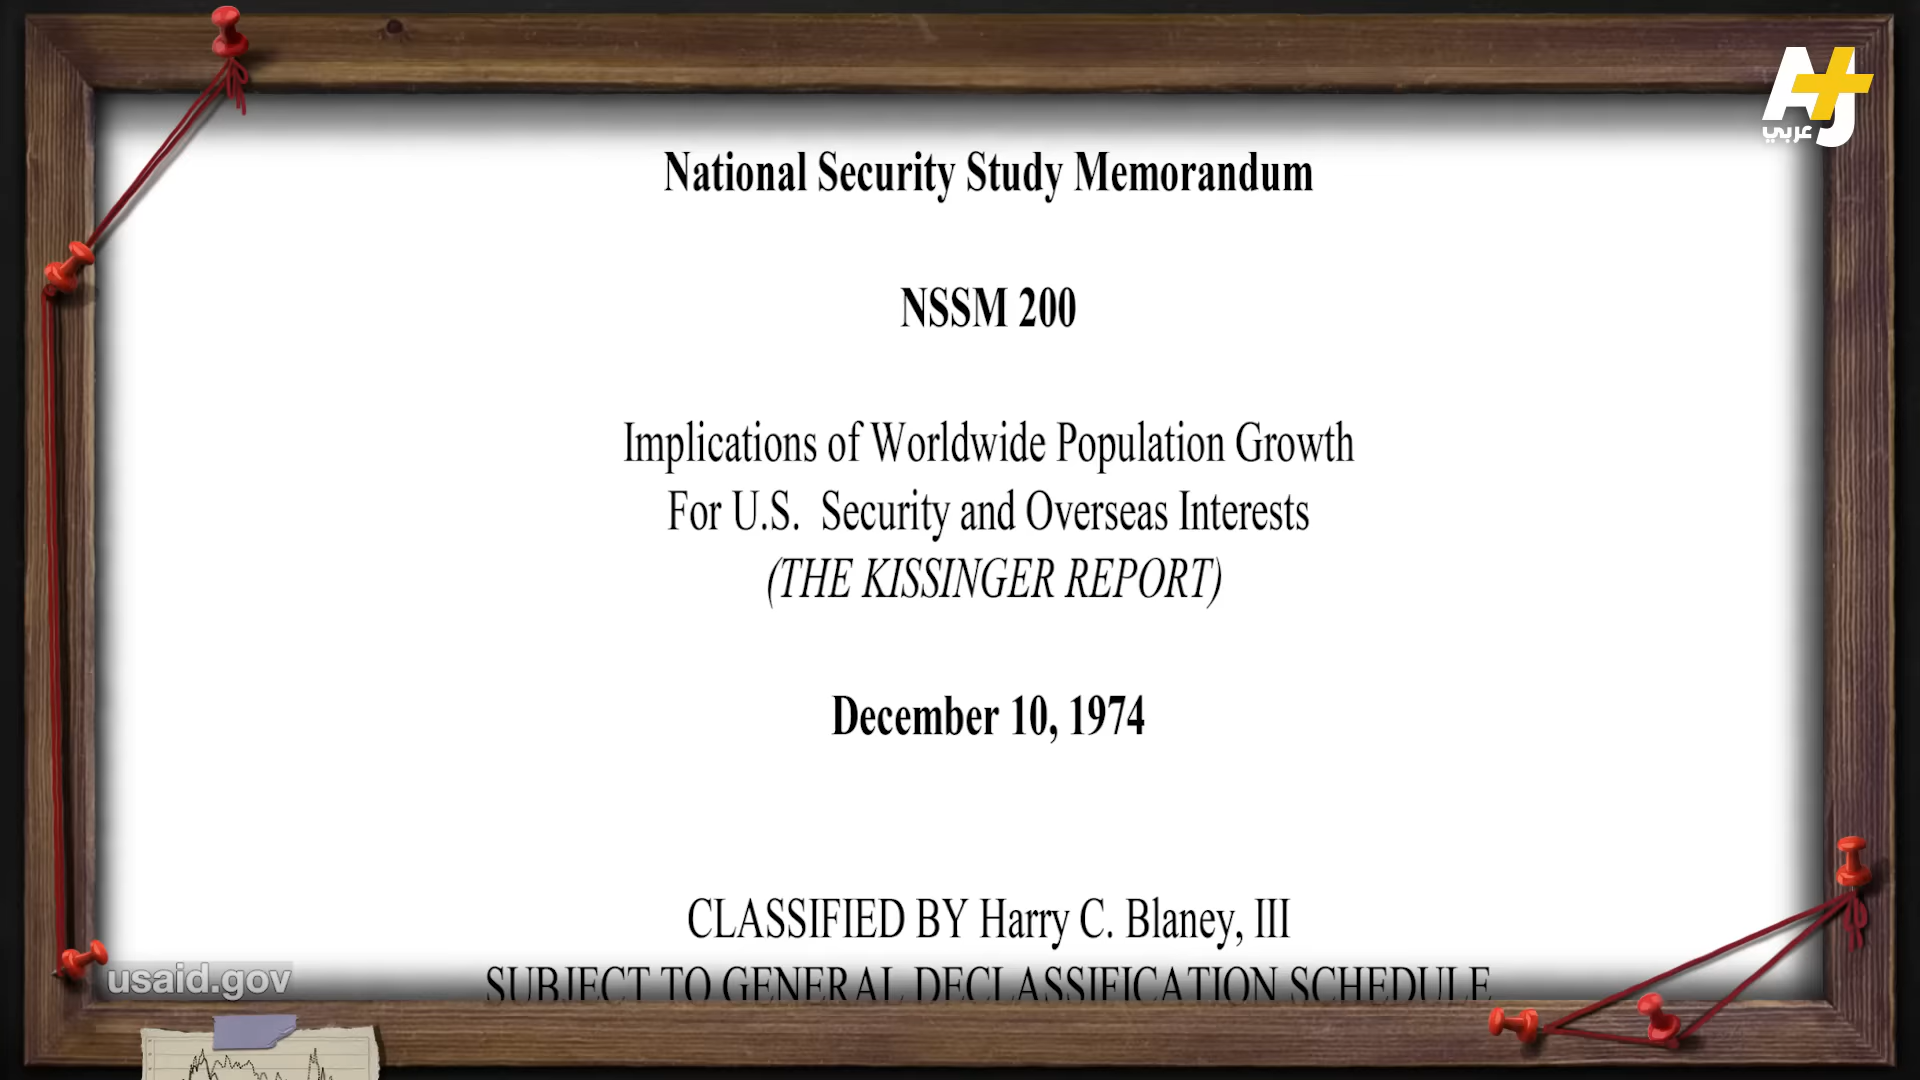 National Security Study Memorandum
NSSM 200
Implications of Worldwide Population Growth
For U.S. Security and Overseas Interests
(THE KISSINGER REPORT)
December 10, 1974
CLASSIFIED BY Harry C. Blaney, III
SUBJECT TO GENERAL DECLASSIFICATION SCHEDULE
usaid.gov
AJ+
عربي